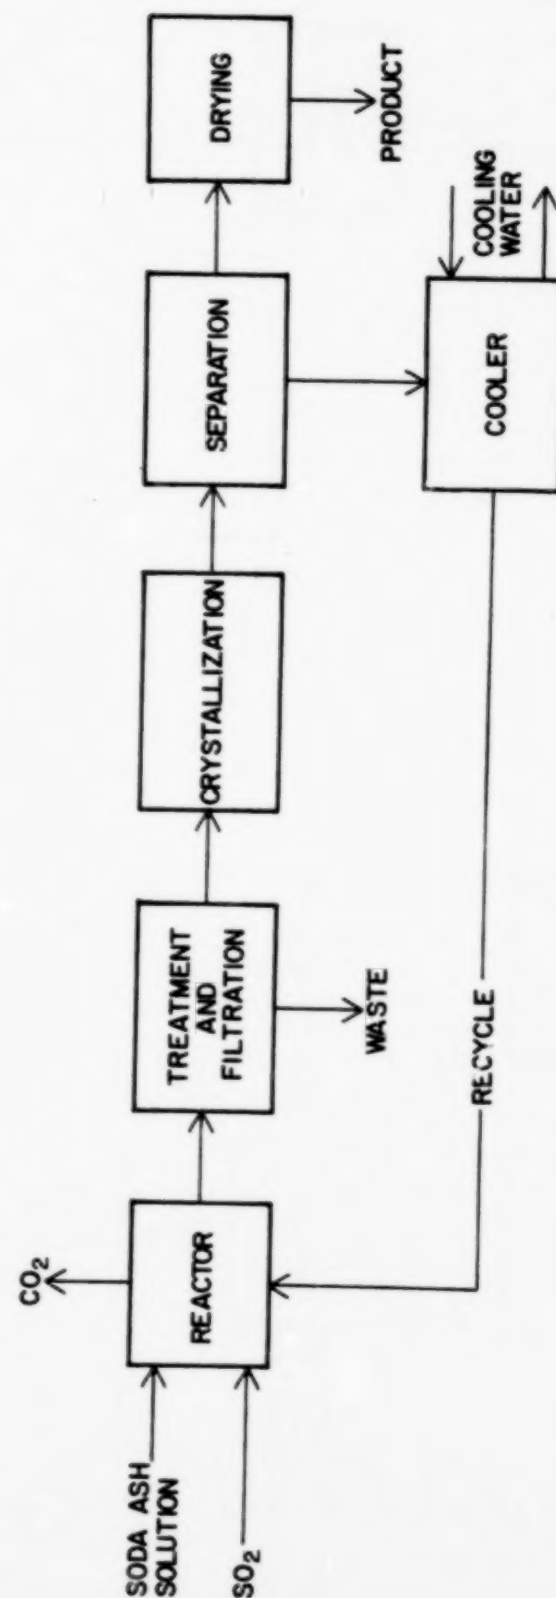 SODA ASH
SOLUTION
SO₂
CO₂
REACTOR
TREATMENT
AND
FILTRATION
WASTE
CRYSTALLIZATION
SEPARATION
DRYING
PRODUCT
COOLER
COOLING
WATER
RECYCLE